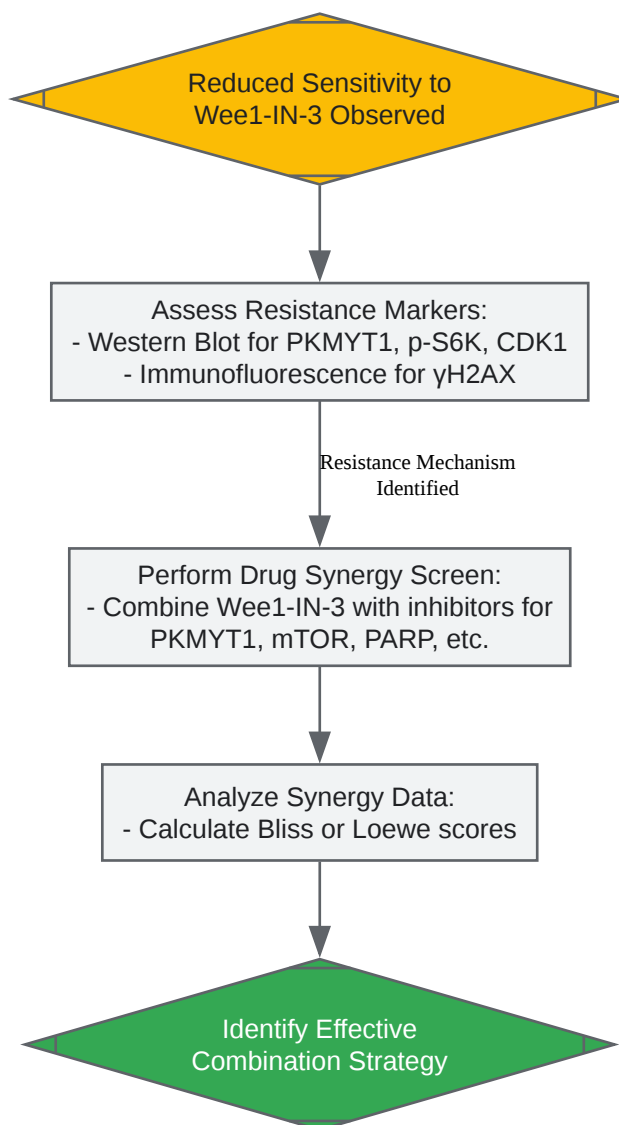 Reduced Sensitivity to
Wee1-IN-3 Observed
Assess Resistance Markers:
- Western Blot for PKMYT1, p-S6K, CDK1
- Immunofluorescence for γH2AX
Resistance Mechanism
Identified
Perform Drug Synergy Screen:
- Combine Wee1-IN-3 with inhibitors for
PKMYT1, mTOR, PARP, etc.
Analyze Synergy Data:
- Calculate Bliss or Loewe scores
Identify Effective
Combination Strategy